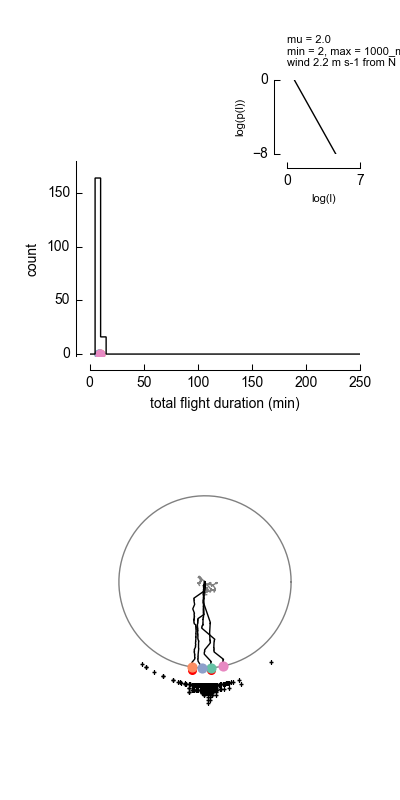 mu = 2.0
min = 2, max = 1000_m
wind 2.2 m s-1 from N
0
log(p(l))
−8
0 7
log(l)
150
100
50
0
count
0 50 100 150 200 250
total flight duration (min)